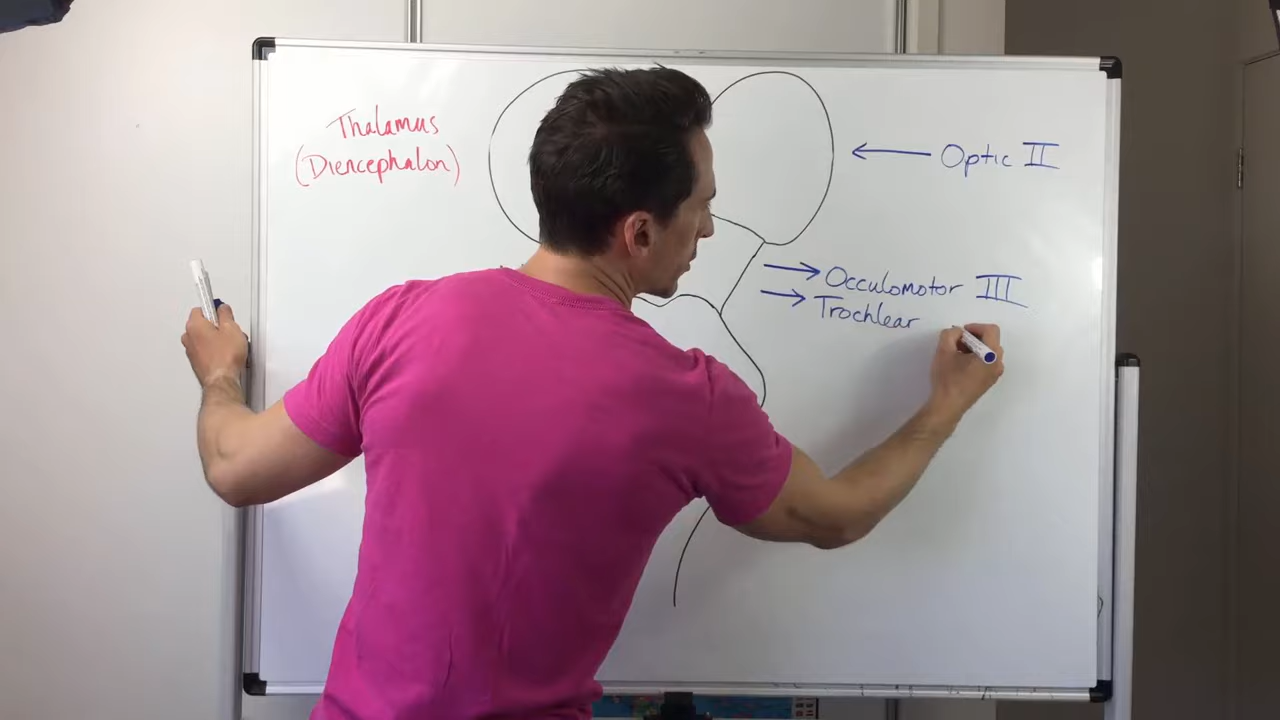 Thalamus
(Diencephalon)
Optic II
Occulomotor III
Trochlear